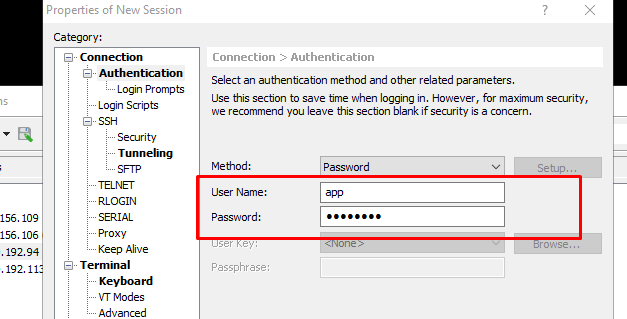 Properties of New Session
?
Category:
Connection
Authentication
Login Prompts
Login Scripts
SSH
Security
Tunneling
SFTP
TELNET
RLOGIN
SERIAL
Proxy
Keep Alive
Terminal
Keyboard
VT Modes
Advanced
Connection > Authentication
Select an authentication method and other related parameters.
Use this section to save time when logging in. However, for maximum security,
we recommend you leave this section blank if security is a concern.
Method: Password Setup...
User Name: app
Password: ●●●●●●●●
User Key: <None> Browse...
Passphrase:
156.109
156.106
.192.94
.192.113